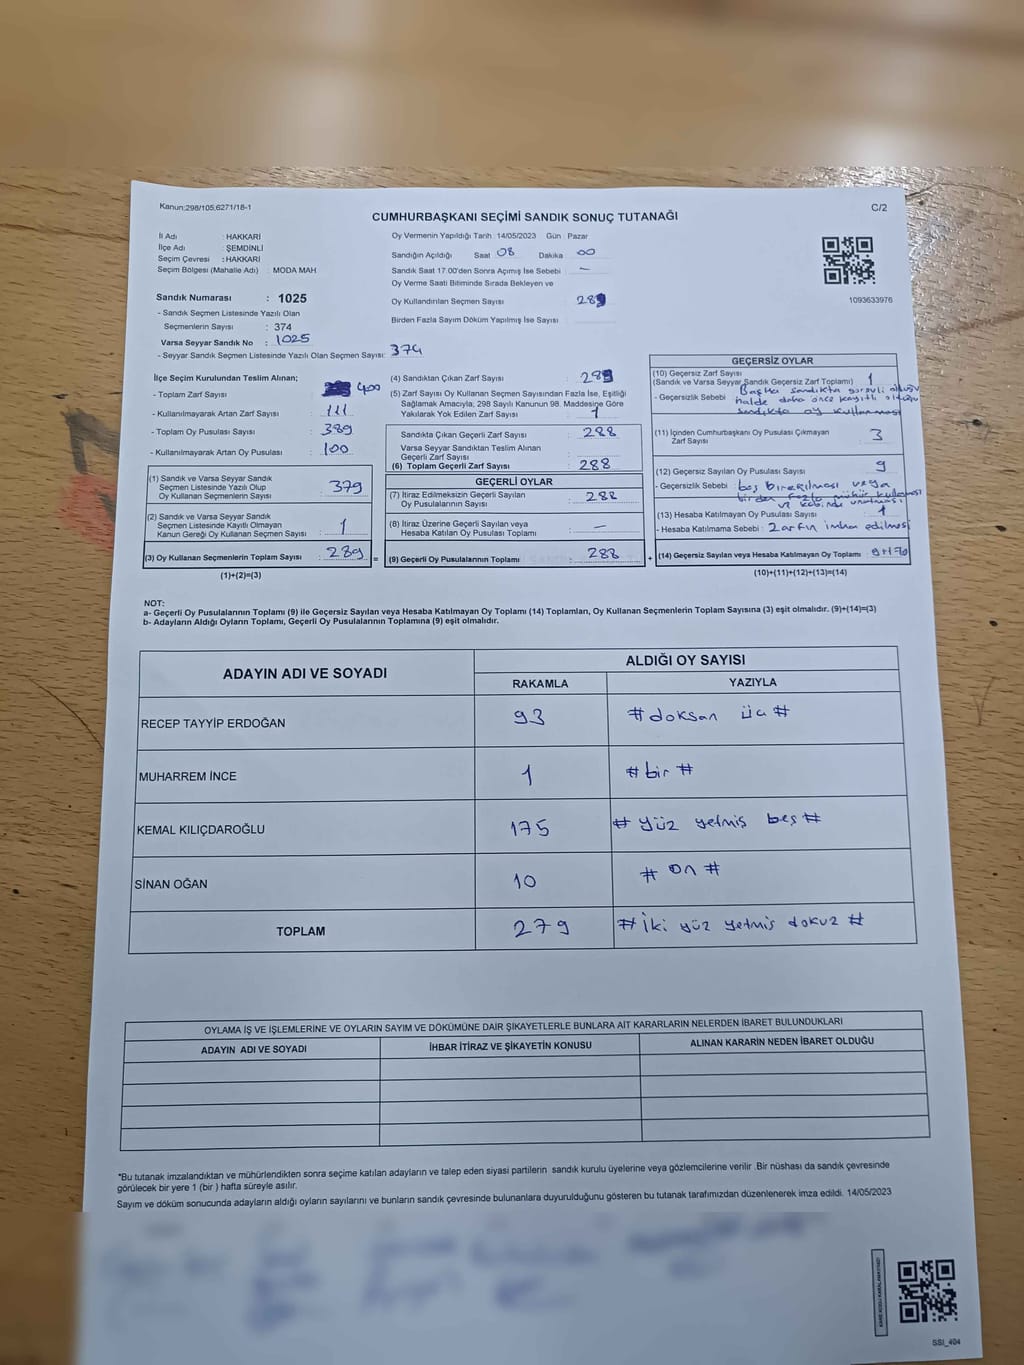 Kanun:298/105,6271/18-1
C/2
CUMHURBAŞKANI SEÇİMİ SANDIK SONUÇ TUTANAĞI
İli Adı : HAKKARİ
İlçe Adı : ŞEMDİNLİ
Seçim Çevresi : HAKKARİ
Seçim Bölgesi (Mahalle Adı) : MODA MAH
Sandık Numarası : 1025
- Sandık Seçmen Listesinde Yazılı Olan
Seçmenlerin Sayısı : 374
Varsa Seyyar Sandık No : 1025
- Seyyar Sandık Seçmen Listesinde Yazılı Olan Seçmen Sayısı: 374
Oy Vermenin Yapıldığı Tarih : 14/05/2023 Gün : Pazar
Sandığın Açıldığı Saat 08 Dakika 00
Sandık Saat 17.00'den Sonra Açımış İse Sebebi : —
Oy Verme Saati Bitiminde Sırada Bekleyen ve
Oy Kullandırılan Seçmen Sayısı : 289
Birden Fazla Sayım Döküm Yapılmış İse Sayısı :
1093633976
İlçe Seçim Kurulundan Teslim Alınan;
- Toplam Zarf Sayısı : 400
- Kullanılmayarak Artan Zarf Sayısı : 111
- Toplam Oy Pusulası Sayısı : 389
- Kullanılmayarak Artan Oy Pusulası : 100
(1) Sandık ve Varsa Seyyar Sandık
Seçmen Listesinde Yazılı Olup
Oy Kullanan Seçmenlerin Sayısı : 379
(2) Sandık ve Varsa Seyyar Sandık
Seçmen Listesinde Kayıtlı Olmayan
Kanun Gereği Oy Kullanan Seçmen Sayısı : 1
(3) Oy Kullanan Seçmenlerin Toplam Sayısı : 289 =
(1)+(2)=(3)
(4) Sandıktan Çıkan Zarf Sayısı : 289
(5) Zarf Sayısı Oy Kullanan Seçmen Sayısından Fazla İse, Eşitliği
Sağlamak Amacıyla; 298 Sayılı Kanunun 98. Maddesine Göre
Yakılarak Yok Edilen Zarf Sayısı : 1
Sandıkta Çıkan Geçerli Zarf Sayısı : 288
Varsa Seyyar Sandıktan Teslim Alınan
Geçerli Zarf Sayısı :
(6) Toplam Geçerli Zarf Sayısı : 288
GEÇERLİ OYLAR
(7) İtiraz Edilmeksizin Geçerli Sayılan
Oy Pusulalarının Sayısı : 288
(8) İtiraz Üzerine Geçerli Sayılan veya
Hesaba Katılan Oy Pusulası Toplamı : —
(9) Geçerli Oy Pusulalarının Toplamı : 288 +
GEÇERSİZ OYLAR
(10) Geçersiz Zarf Sayısı
(Sandık ve Varsa Seyyar Sandık Geçersiz Zarf Toplamı) : 1
- Geçersizlik Sebebi : Başka sandıkta görevli olduğu
halde daha önce kayıtlı olduğu
sandıkta oy kullanması
(11) İçinden Cumhurbaşkanı Oy Pusulası Çıkmayan
Zarf Sayısı : 3
(12) Geçersiz Sayılan Oy Pusulası Sayısı : 9
- Geçersizlik Sebebi : boş bırakılması veya
birden fazla mühür kullanması
ve kabinde unutması
(13) Hesaba Katılmayan Oy Pusulası Sayısı : 1
- Hesaba Katılmama Sebebi : Zarfın imha edilmesi
(14) Geçersiz Sayılan veya Hesaba Katılmayan Oy Toplamı :
(10)+(11)+(12)+(13)=(14)
NOT:
a- Geçerli Oy Pusulalarının Toplamı (9) ile Geçersiz Sayılan veya Hesaba Katılmayan Oy Toplamı (14) Toplamları, Oy Kullanan Seçmenlerin Toplam Sayısına (3) eşit olmalıdır. (9)+(14)=(3)
b- Adayların Aldığı Oyların Toplamı, Geçerli Oy Pusulalarının Toplamına (9) eşit olmalıdır.
ADAYIN ADI VE SOYADI
ALDIĞI OY SAYISI
RAKAMLA YAZIYLA
RECEP TAYYİP ERDOĞAN 93 # doksan üç #
MUHARREM İNCE 1 # bir #
KEMAL KILIÇDAROĞLU 175 # yüz yetmiş beş #
SİNAN OĞAN 10 # on #
TOPLAM 279 # İki yüz yetmiş dokuz #
OYLAMA İŞ VE İŞLEMLERİNE VE OYLARIN SAYIM VE DÖKÜMÜNE DAİR ŞİKAYETLERLE BUNLARA AİT KARARLARIN NELERDEN İBARET BULUNDUKLARI
ADAYIN ADI VE SOYADI İHBAR İTİRAZ VE ŞİKAYETİN KONUSU ALINAN KARARIN NEDEN İBARET OLDUĞU
*Bu tutanak imzalandıktan ve mühürlendikten sonra seçime katılan adayların ve talep eden siyasi partilerin sandık kurulu üyelerine veya gözlemcilerine verilir .Bir nüshası da sandık çevresinde
görülecek bir yere 1 (bir ) hafta süreyle asılır.
Sayım ve döküm sonucunda adayların aldığı oyların sayılarını ve bunların sandık çevresinde bulunanlara duyurulduğunu gösteren bu tutanak tarafımızdan düzenlenerek imza edildi. 14/05/2023
KARE KODU KARALAMAYINIZ!
SSI_404